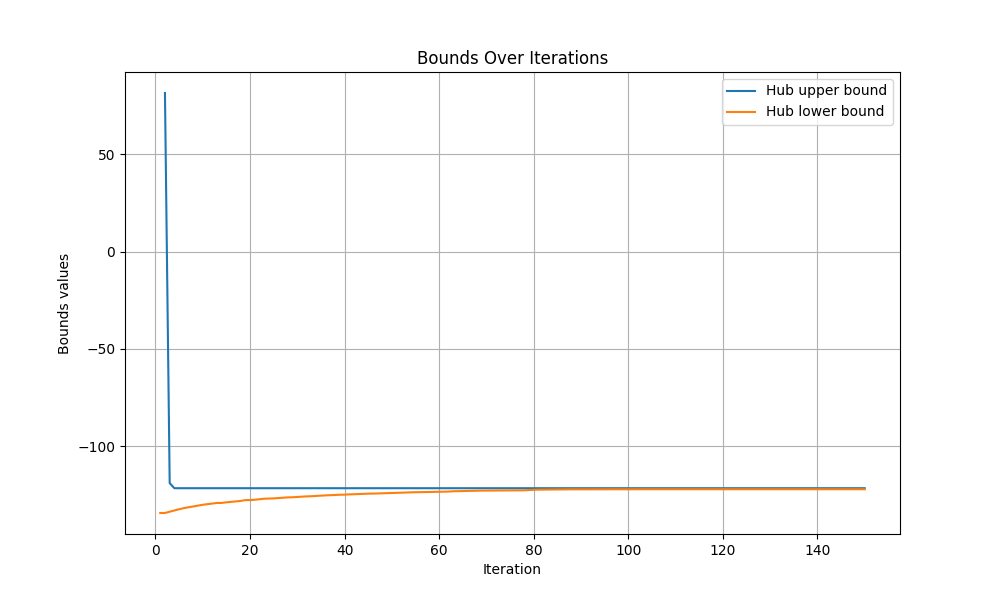 Bounds Over Iterations
Hub upper bound
Hub lower bound
Bounds values
50
0
−50
−100
0 20 40 60 80 100 120 140
Iteration